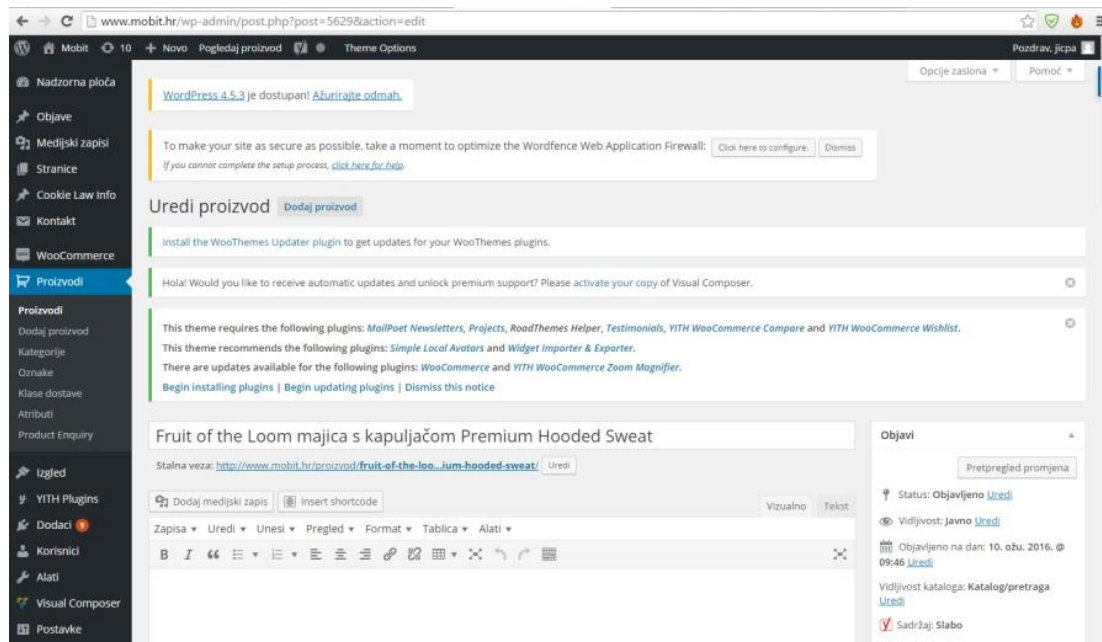 www.mobit.hr/wp-admin/post.php?post=5629&action=edit
Mobit 10 + Novo Pogledaj proizvod Theme Options Pozdrav, jicpa
Opcije zaslona Pomoć
Nadzorna ploča
Objave
Medijski zapisi
Stranice
Cookie Law Info
Kontakt
WooCommerce
Proizvodi
Proizvodi
Dodaj proizvod
Kategorije
Oznake
Klase dostave
Atributi
Product Enquiry
Izgled
YITH Plugins
Dodaci 9
Korisnici
Alati
Visual Composer
Postavke
WordPress 4.5.3 je dostupan! Ažurirajte odmah.
To make your site as secure as possible, take a moment to optimize the Wordfence Web Application Firewall: Click here to configure. Dismiss
If you cannot complete the setup process, click here for help.
Uredi proizvod Dodaj proizvod
Install the WooThemes Updater plugin to get updates for your WooThemes plugins.
Hola! Would you like to receive automatic updates and unlock premium support? Please activate your copy of Visual Composer.
This theme requires the following plugins: MailPoet Newsletters, Projects, RoadThemes Helper, Testimonials, YITH WooCommerce Compare and YITH WooCommerce Wishlist.
This theme recommends the following plugins: Simple Local Avatars and Widget Importer & Exporter.
There are updates available for the following plugins: WooCommerce and YITH WooCommerce Zoom Magnifier.
Begin installing plugins | Begin updating plugins | Dismiss this notice
Fruit of the Loom majica s kapuljačom Premium Hooded Sweat
Stalna veza: http://www.mobit.hr/proizvod/fruit-of-the-loo...ium-hooded-sweat/ Uredi
Dodaj medijski zapis Insert shortcode
Vizualno Tekst
Zapisa Uredi Unesi Pregled Format Tablica Alati
B I
Objavi
Pretpregled promjena
Status: Objavljeno Uredi
Vidljivost: Javno Uredi
Objavljeno na dan: 10. ožu. 2016. @
09:46 Uredi
Vidljivost kataloga: Katalog/pretraga
Uredi
Sadržaj: Slabo